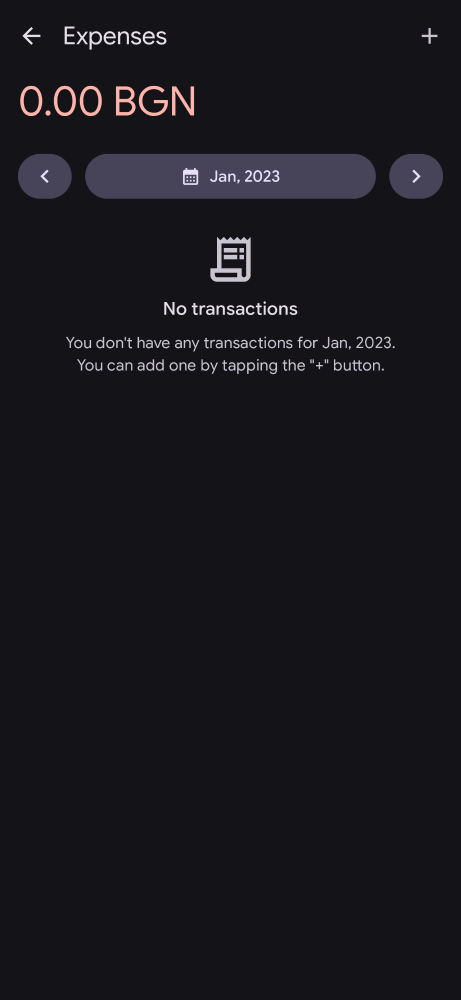 Expenses
0.00 BGN
Jan, 2023
No transactions
You don't have any transactions for Jan, 2023.
You can add one by tapping the "+" button.